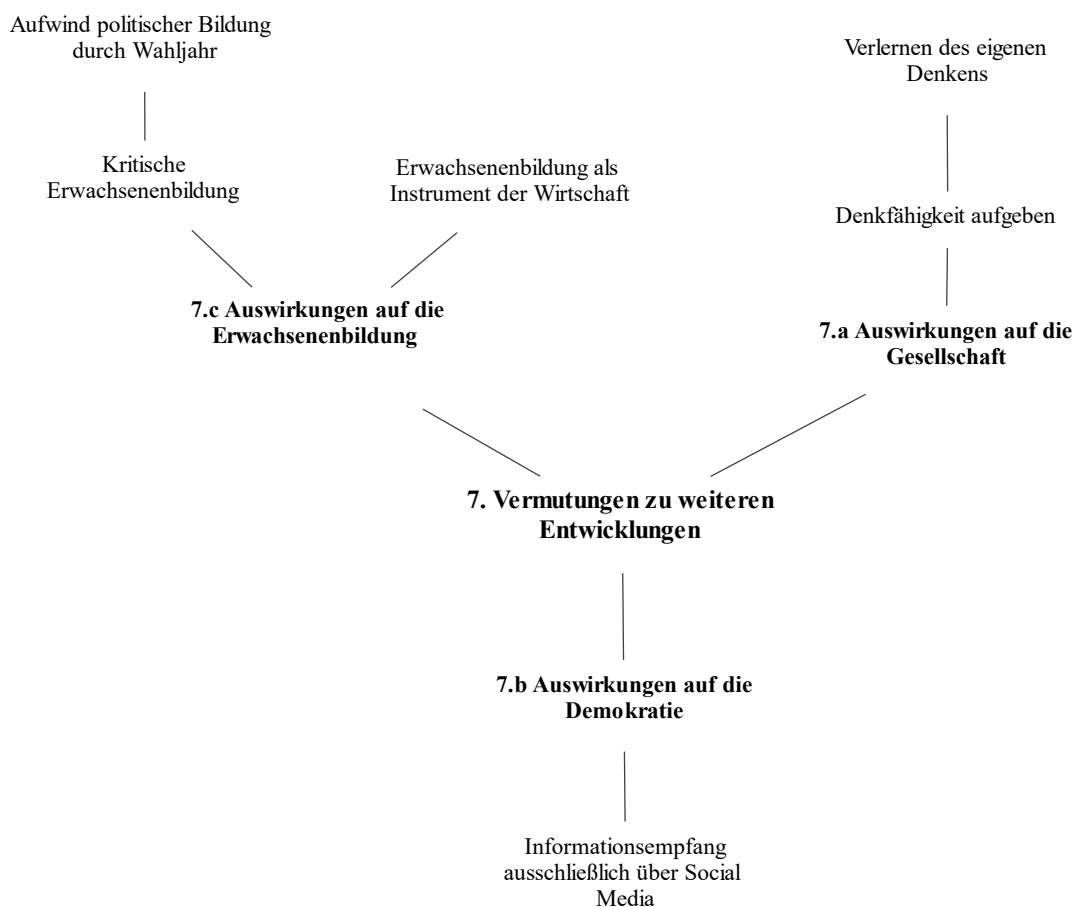 Aufwind politischer Bildung
durch Wahljahr
Verlernen des eigenen
Denkens
Kritische
Erwachsenenbildung
Erwachsenenbildung als
Instrument der Wirtschaft
Denkfähigkeit aufgeben
7.c Auswirkungen auf die
Erwachsenenbildung
7.a Auswirkungen auf die
Gesellschaft
7. Vermutungen zu weiteren
Entwicklungen
7.b Auswirkungen auf die
Demokratie
Informationsempfang
ausschließlich über Social
Media